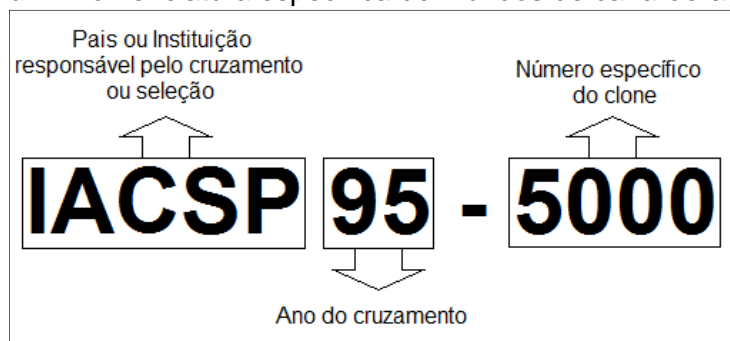 Pais ou Instituição
responsável pelo cruzamento
ou seleção
Número específico
do clone
IACSP 95 - 5000
Ano do cruzamento